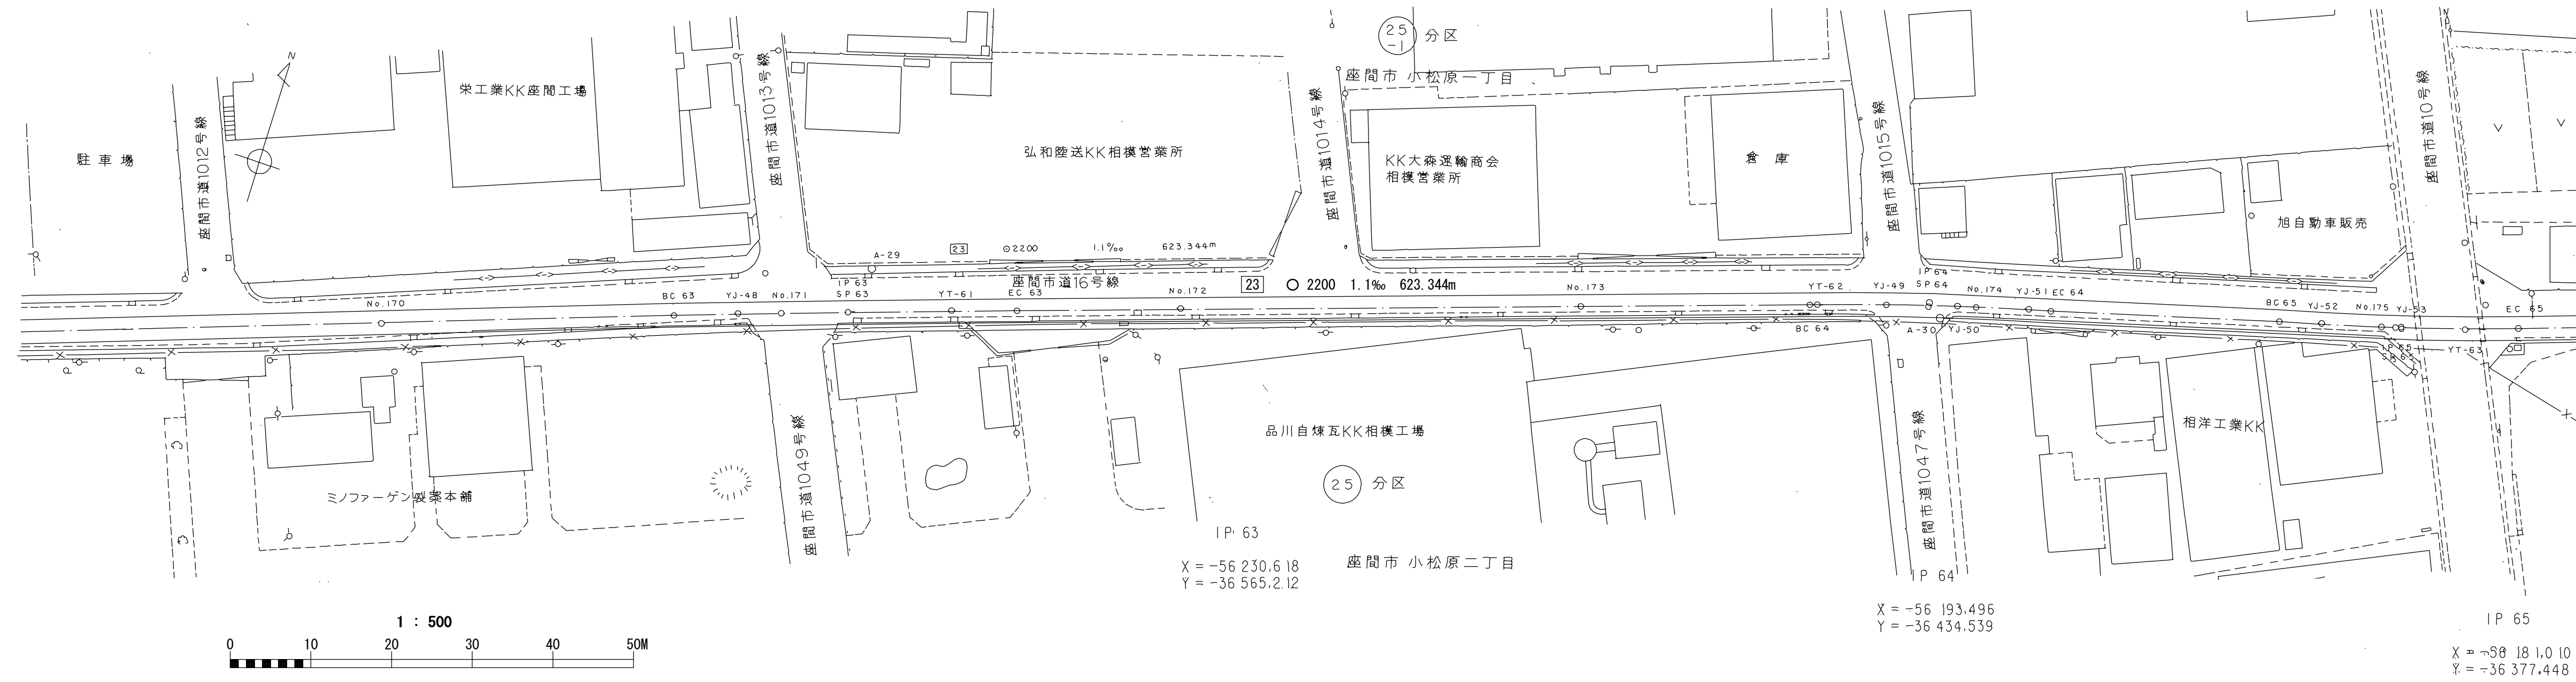 25
-1
分区
座間市 小松原一丁目
N
駐車場
座間市道1012号線
栄工業KK座間工場
座間市道1013号線
弘和陸送KK相模営業所
座間市道1014号線
KK大森運輸商会
相模営業所
倉庫
座間市道1015号線
旭自動車販売
座間市道10号線
A-29
23 ⊙2200 1.1‰ 623.344m
座間市道16号線
23 ○ 2200 1.1‰ 623.344m
No.170
BC 63
YJ-48
No.171
IP 63
SP 63
YT-61
EC 63
No.172
No.173
YT-62
BC 64
YJ-49
IP 64
SP 64
A-30
YJ-50
No.174
YJ-51
EC 64
BC 65
YJ-52
No.175
YJ-53
IP 65
SP 65
YT-63
EC 65
ミノファーゲン製薬本舗
座間市道1049号線
品川自煉瓦KK相模工場
25 分区
座間市道1047号線
相洋工業KK
座間市 小松原二丁目
IP 63
X = -56 230.618
Y = -36 565.212
IP 64
X = -56 193.496
Y = -36 434.539
IP 65
X = -56 181.010
Y = -36 377.448
1 : 500
0 10 20 30 40 50M